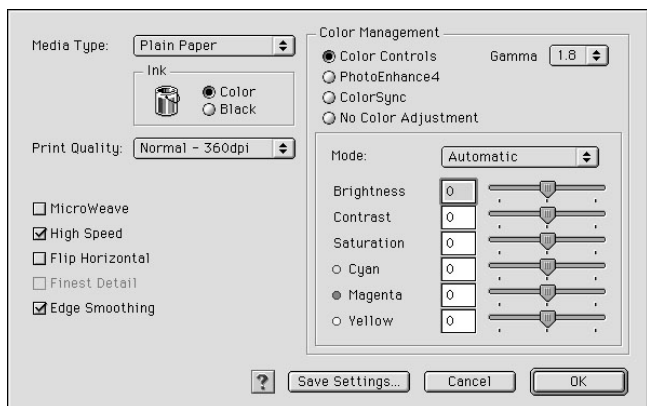 Media Type: Plain Paper
Ink
Color
Black
Print Quality: Normal - 360dpi
MicroWeave
High Speed
Flip Horizontal
Finest Detail
Edge Smoothing
Color Management
Color Controls
Gamma 1.8
PhotoEnhance4
ColorSync
No Color Adjustment
Mode: Automatic
Brightness 0
Contrast 0
Saturation 0
Cyan 0
Magenta 0
Yellow 0
? Save Settings... Cancel OK